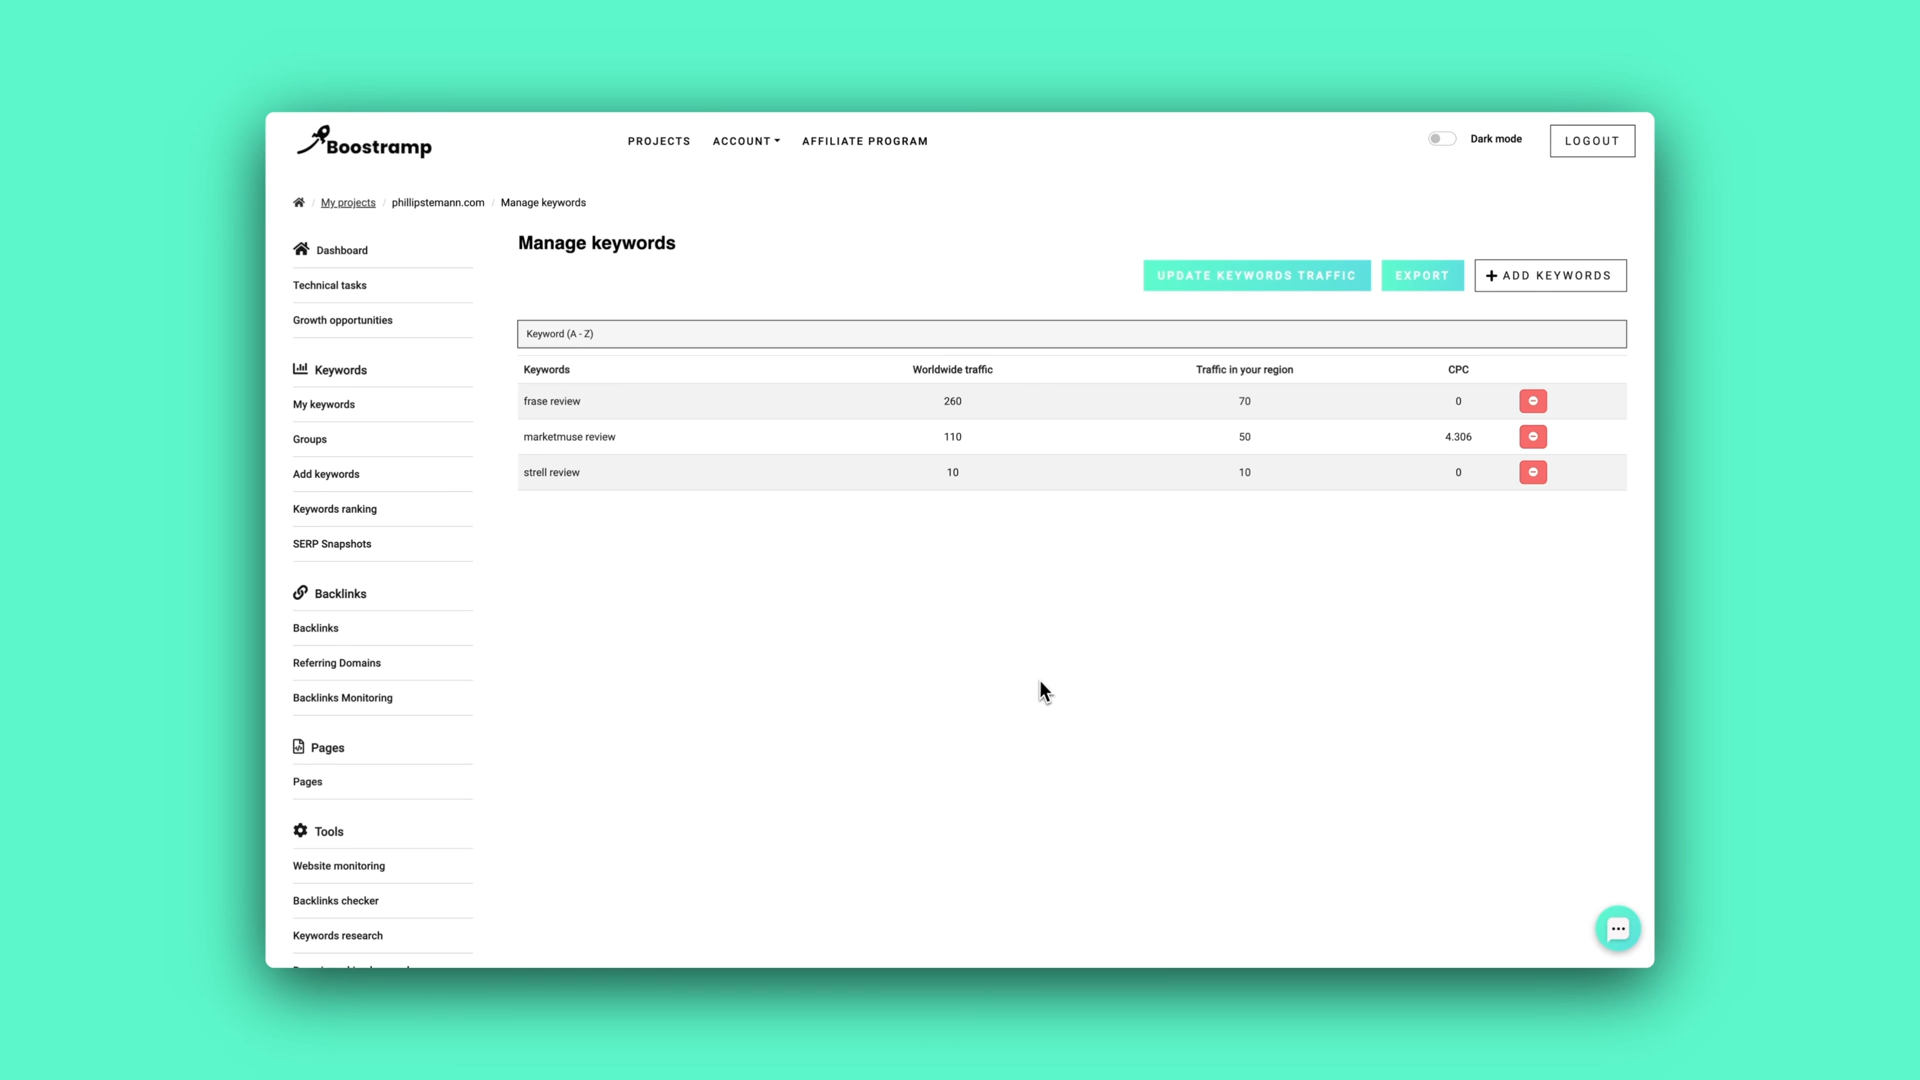 Boostramp
PROJECTS ACCOUNT AFFILIATE PROGRAM
Dark mode
LOGOUT
/ My projects / phillipstemann.com / Manage keywords
Dashboard
Technical tasks
Growth opportunities
Keywords
My keywords
Groups
Add keywords
Keywords ranking
SERP Snapshots
Backlinks
Backlinks
Referring Domains
Backlinks Monitoring
Pages
Pages
Tools
Website monitoring
Backlinks checker
Keywords research
Manage keywords
UPDATE KEYWORDS TRAFFIC EXPORT ADD KEYWORDS
Keyword (A - Z)
Keywords Worldwide traffic Traffic in your region CPC
frase review 260 70 0
marketmuse review 110 50 4.306
strell review 10 10 0